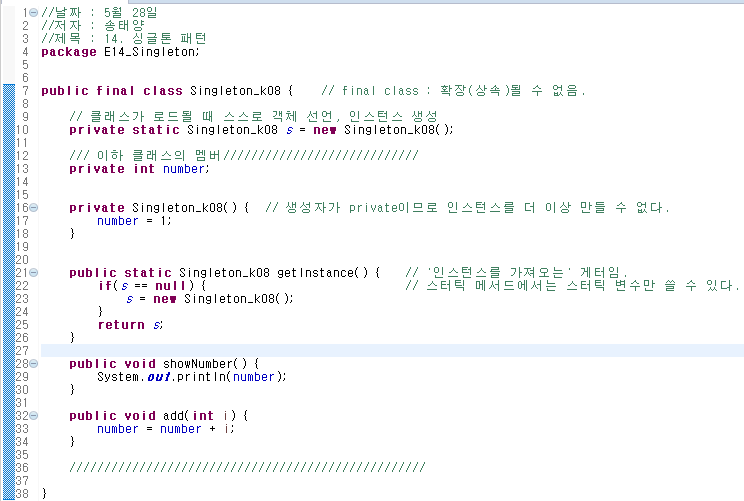 1 //날짜 : 5월 28일
2 //저자 : 송태양
3 //제목 : 14. 싱글톤 패턴
4 package E14_Singleton;
5
6
7 public final class Singleton_k08 {    // final class : 확장(상속)될 수 없음.
8
9     // 클래스가 로드될 때 스스로 객체 선언, 인스턴스 생성
10     private static Singleton_k08 s = new Singleton_k08();
11
12     /// 이하 클래스의 멤버////////////////////////////
13     private int number;
14
15
16     private Singleton_k08() {  // 생성자가 private이므로 인스턴스를 더 이상 만들 수 없다.
17         number = 1;
18     }
19
20
21     public static Singleton_k08 getInstance() {    // '인스턴스를 가져오는' 게터임.
22         if(s == null) {                            // 스터틱 메서드에서는 스터틱 변수만 쓸 수 있다.
23             s = new Singleton_k08();
24         }
25         return s;
26     }
27
28     public void showNumber() {
29         System.out.println(number);
30     }
31
32     public void add(int i) {
33         number = number + i;
34     }
35
36     ///////////////////////////////////////////////////
37
38 }